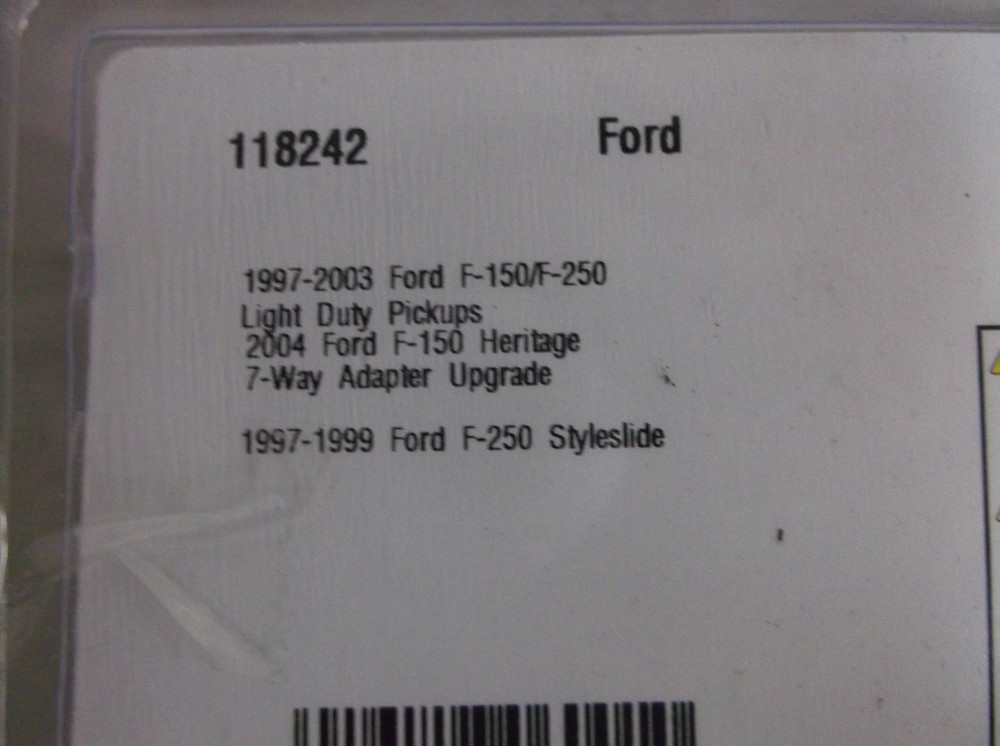 118242 Ford
1997-2003 Ford F-150/F-250
Light Duty Pickups
2004 Ford F-150 Heritage
7-Way Adapter Upgrade
1997-1999 Ford F-250 Styleslide